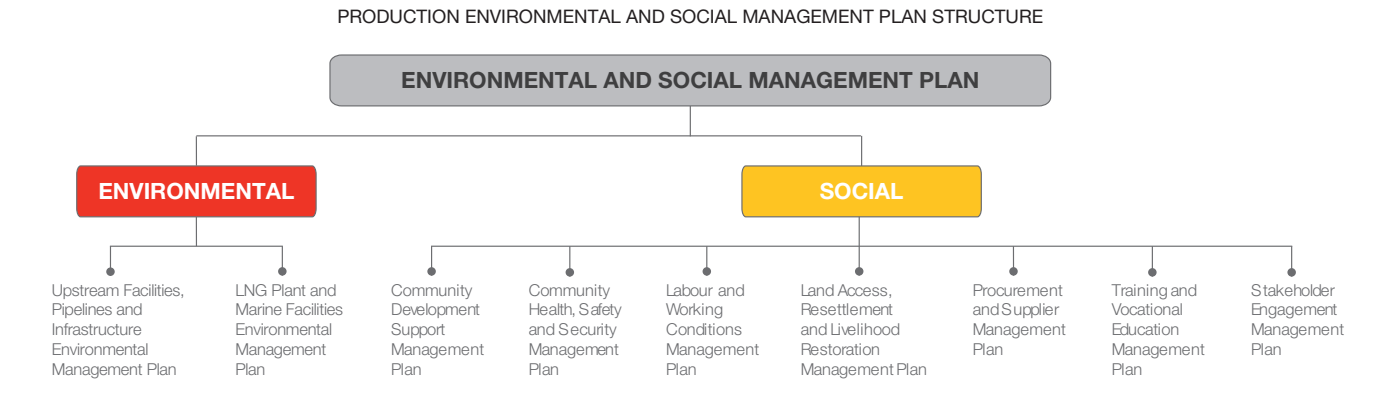 PRODUCTION ENVIRONMENTAL AND SOCIAL MANAGEMENT PLAN STRUCTURE
ENVIRONMENTAL AND SOCIAL MANAGEMENT PLAN
ENVIRONMENTAL
SOCIAL
Upstream Facilities,
Pipelines and
Infrastructure
Environmental
Management Plan
LNG Plant and
Marine Facilities
Environmental
Management
Plan
Community
Development
Support
Management
Plan
Community
Health, Safety
and Security
Management
Plan
Labour and
Working
Conditions
Management
Plan
Land Access,
Resettlement
and Livelihood
Restoration
Management Plan
Procurement
and Supplier
Management
Plan
Training and
Vocational
Education
Management
Plan
Stakeholder
Engagement
Management
Plan